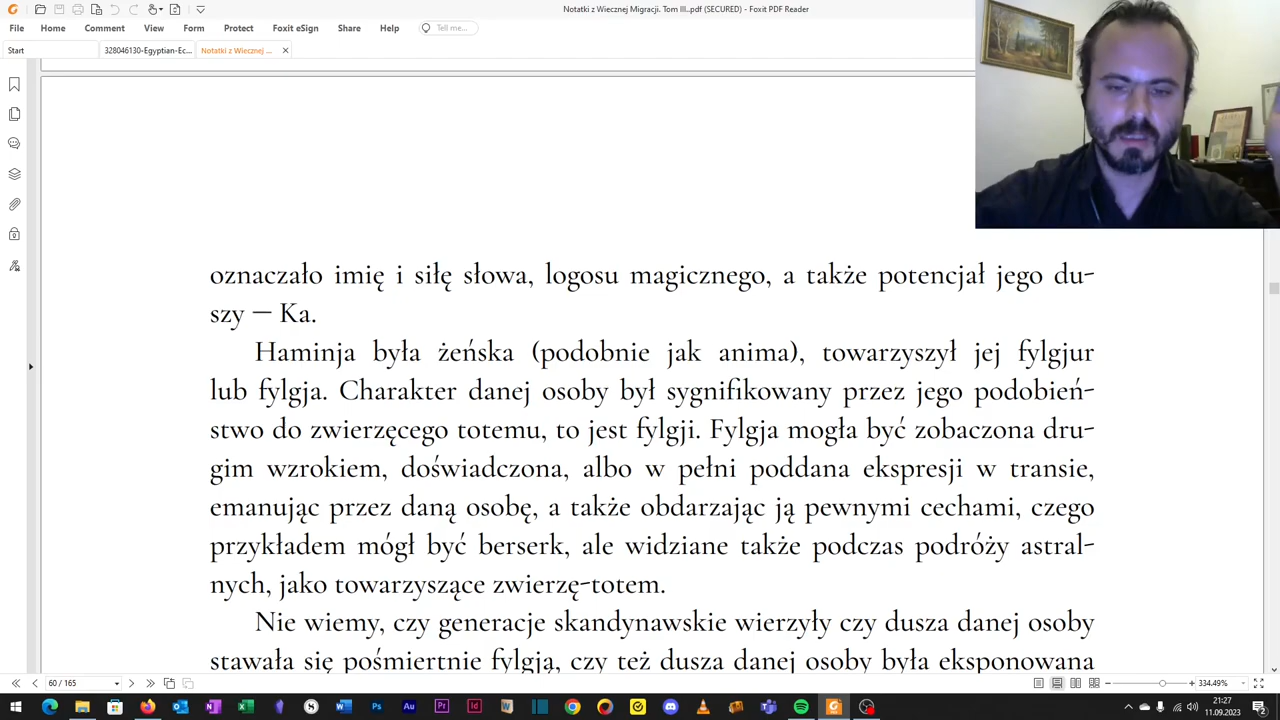 Notatki z Wiecznej Migracji. Tom III..pdf (SECURED) - Foxit PDF Reader
File Home Comment View Form Protect Foxit eSign Share Help Tell me...
Start 328046130-Egyptian-Ec... Notatki z Wiecznej ...
oznaczało imię i siłę słowa, logosu magicznego, a także potencjał jego du-
szy – Ka.
Haminja była żeńska (podobnie jak anima), towarzyszył jej fylgjur
lub fylgja. Charakter danej osoby był sygnifikowany przez jego podobień-
stwo do zwierzęcego totemu, to jest fylgji. Fylgja mogła być zobaczona dru-
gim wzrokiem, doświadczona, albo w pełni poddana ekspresji w transie,
emanując przez daną osobę, a także obdarzając ją pewnymi cechami, czego
przykładem mógł być berserk, ale widziane także podczas podróży astral-
nych, jako towarzyszące zwierzę-totem.
Nie wiemy, czy generacje skandynawskie wierzyły czy dusza danej osoby
stawała się pośmiertnie fylgją, czy też dusza danej osoby była eksponowana
60 / 165
334.49%
21:27
11.09.2023